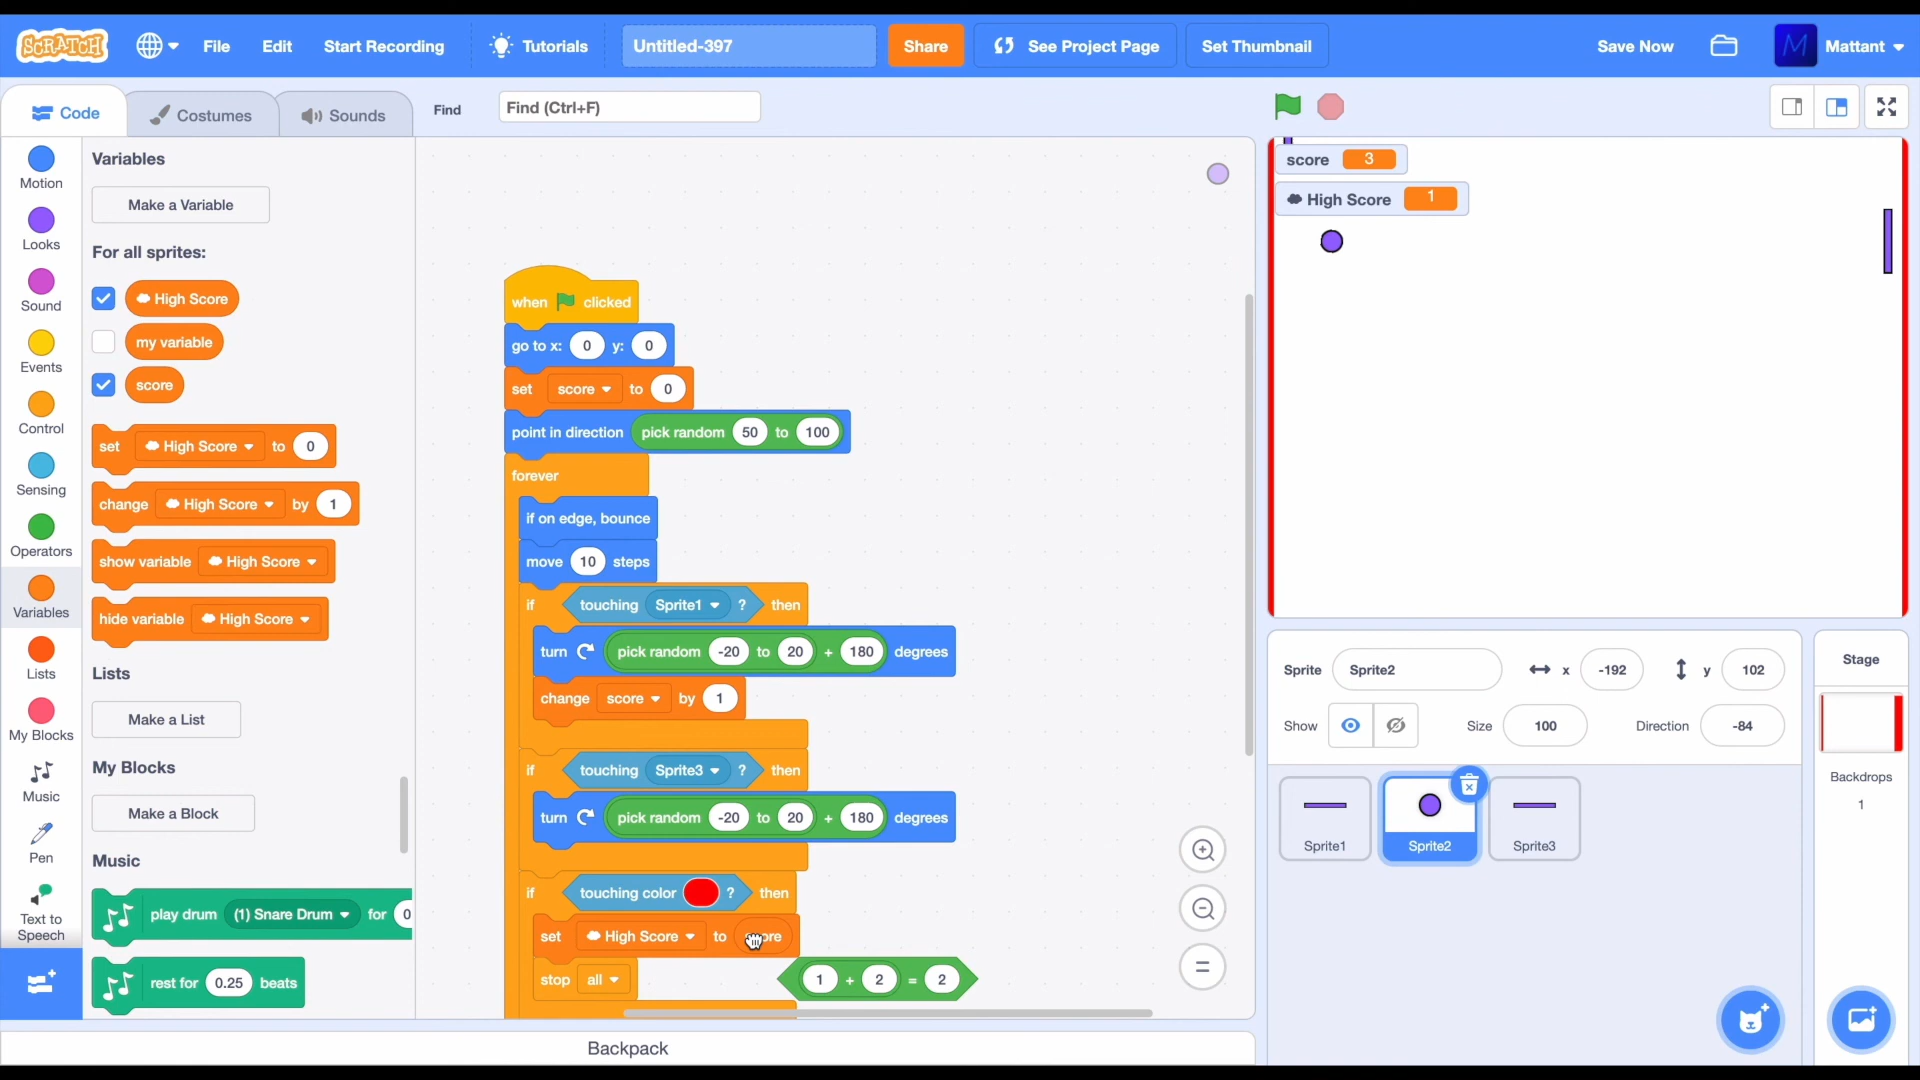 SCRATCH File Edit Start Recording Tutorials Untitled-397 Share See Project Page Set Thumbnail Save Now Mattant
Code Costumes Sounds Find Find (Ctrl+F)
Motion
Looks
Sound
Events
Control
Sensing
Operators
Variables
Lists
My Blocks
Music
Pen
Text to
Speech
Variables
Make a Variable
For all sprites:
High Score
my variable
score
set High Score to 0
change High Score by 1
show variable High Score
hide variable High Score
Lists
Make a List
My Blocks
Make a Block
Music
play drum (1) Snare Drum for 0
rest for 0.25 beats
when clicked
go to x: 0 y: 0
set score to 0
point in direction pick random 50 to 100
forever
if on edge, bounce
move 10 steps
if touching Sprite1 ? then
turn pick random -20 to 20 + 180 degrees
change score by 1
if touching Sprite3 ? then
turn pick random -20 to 20 + 180 degrees
if touching color ? then
set High Score to
stop all
1 + 2 = 2
Backpack
score 3
High Score 1
Sprite Sprite2 x -192 y 102
Show Size 100 Direction -84
Sprite1 Sprite2 Sprite3
Stage
Backdrops
1